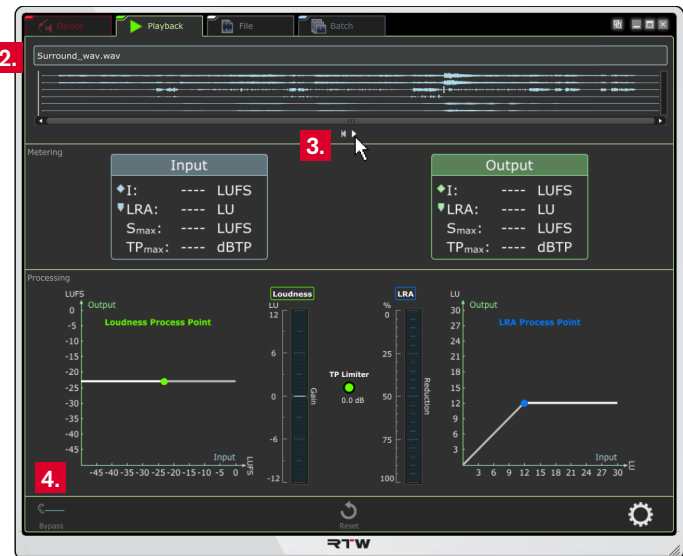 Device
Playback
File
Batch
2.
Surround_wav.wav
3.
Metering
Input
I: ---- LUFS
LRA: ---- LU
Smax: ---- LUFS
TPmax: ---- dBTP
Output
I: ---- LUFS
LRA: ---- LU
Smax: ---- LUFS
TPmax: ---- dBTP
Processing
LUFS
Output
Loudness Process Point
0
-5
-10
-15
-20
-25
-30
-35
-40
-45
Input
-45 -40 -35 -30 -25 -20 -15 -10 -5 0
LUFS
Loudness
LU
12
6
0
-6
-12
Gain
TP Limiter
0.0 dB
LRA
%
0
25
50
75
100
Reduction
LU
Output
LRA Process Point
30
27
24
21
18
15
12
9
6
3
Input
3 6 9 12 15 18 21 24 27 30
LU
4.
Bypass
Reset
RTW